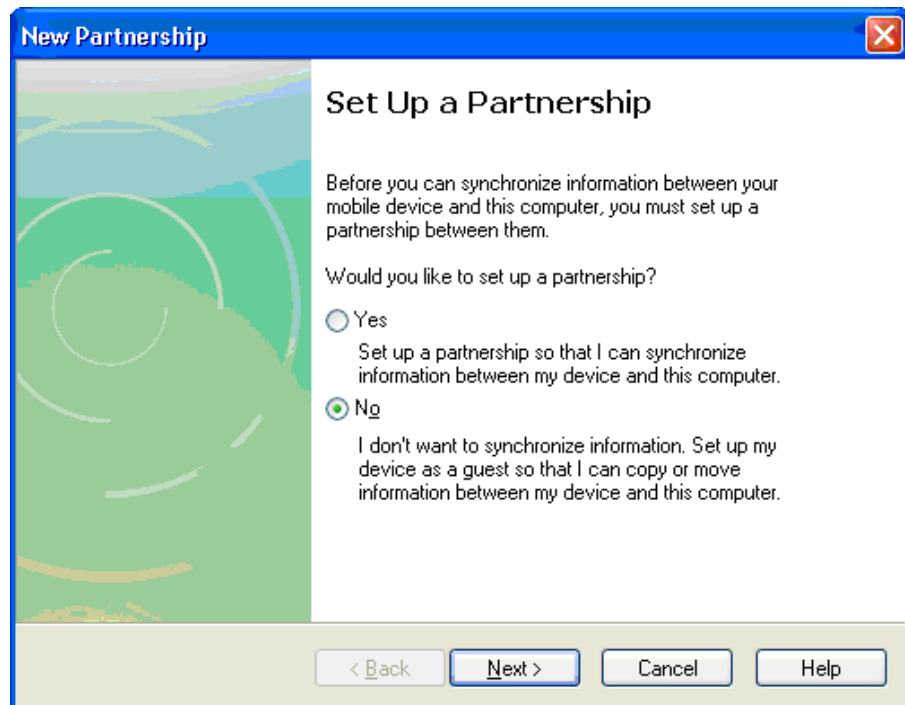 New Partnership
Set Up a Partnership
Before you can synchronize information between your
mobile device and this computer, you must set up a
partnership between them.
Would you like to set up a partnership?
Yes
Set up a partnership so that I can synchronize
information between my device and this computer.
No
I don't want to synchronize information. Set up my
device as a guest so that I can copy or move
information between my device and this computer.
< Back Next > Cancel Help